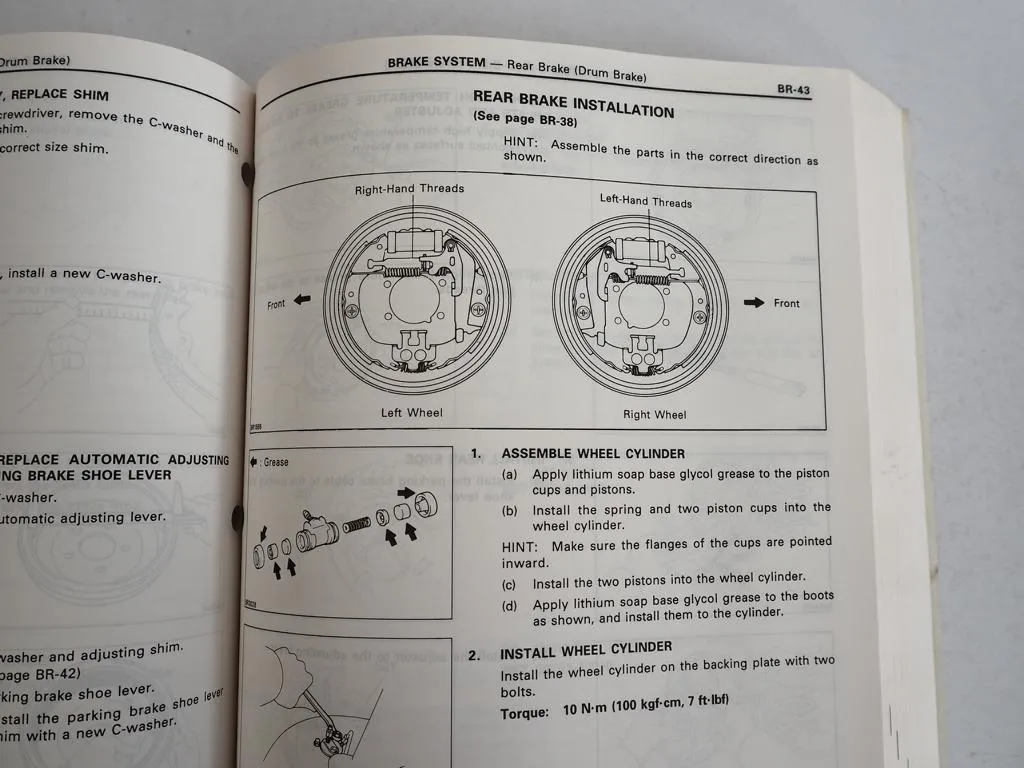 Drum Brake)
, REPLACE SHIM
crewdriver, remove the C-washer and the
shim.
correct size shim.
, install a new C-washer.
REPLACE AUTOMATIC ADJUSTING
NG BRAKE SHOE LEVER
-washer.
utomatic adjusting lever.
washer and adjusting shim.
page BR-42)
king brake shoe lever.
stall the parking brake shoe lever
him with a new C-washer.
BRAKE SYSTEM — Rear Brake (Drum Brake)
BR-43
REAR BRAKE INSTALLATION
(See page BR-38)
HINT: Assemble the parts in the correct direction as
shown.
Right-Hand Threads
Left-Hand Threads
Front
Front
Left Wheel
Right Wheel
: Grease
1. ASSEMBLE WHEEL CYLINDER
(a) Apply lithium soap base glycol grease to the piston
cups and pistons.
(b) Install the spring and two piston cups into the
wheel cylinder.
HINT: Make sure the flanges of the cups are pointed
inward.
(c) Install the two pistons into the wheel cylinder.
(d) Apply lithium soap base glycol grease to the boots
as shown, and install them to the cylinder.
2. INSTALL WHEEL CYLINDER
Install the wheel cylinder on the backing plate with two
bolts.
Torque: 10 N·m (100 kgf·cm, 7 ft·lbf)